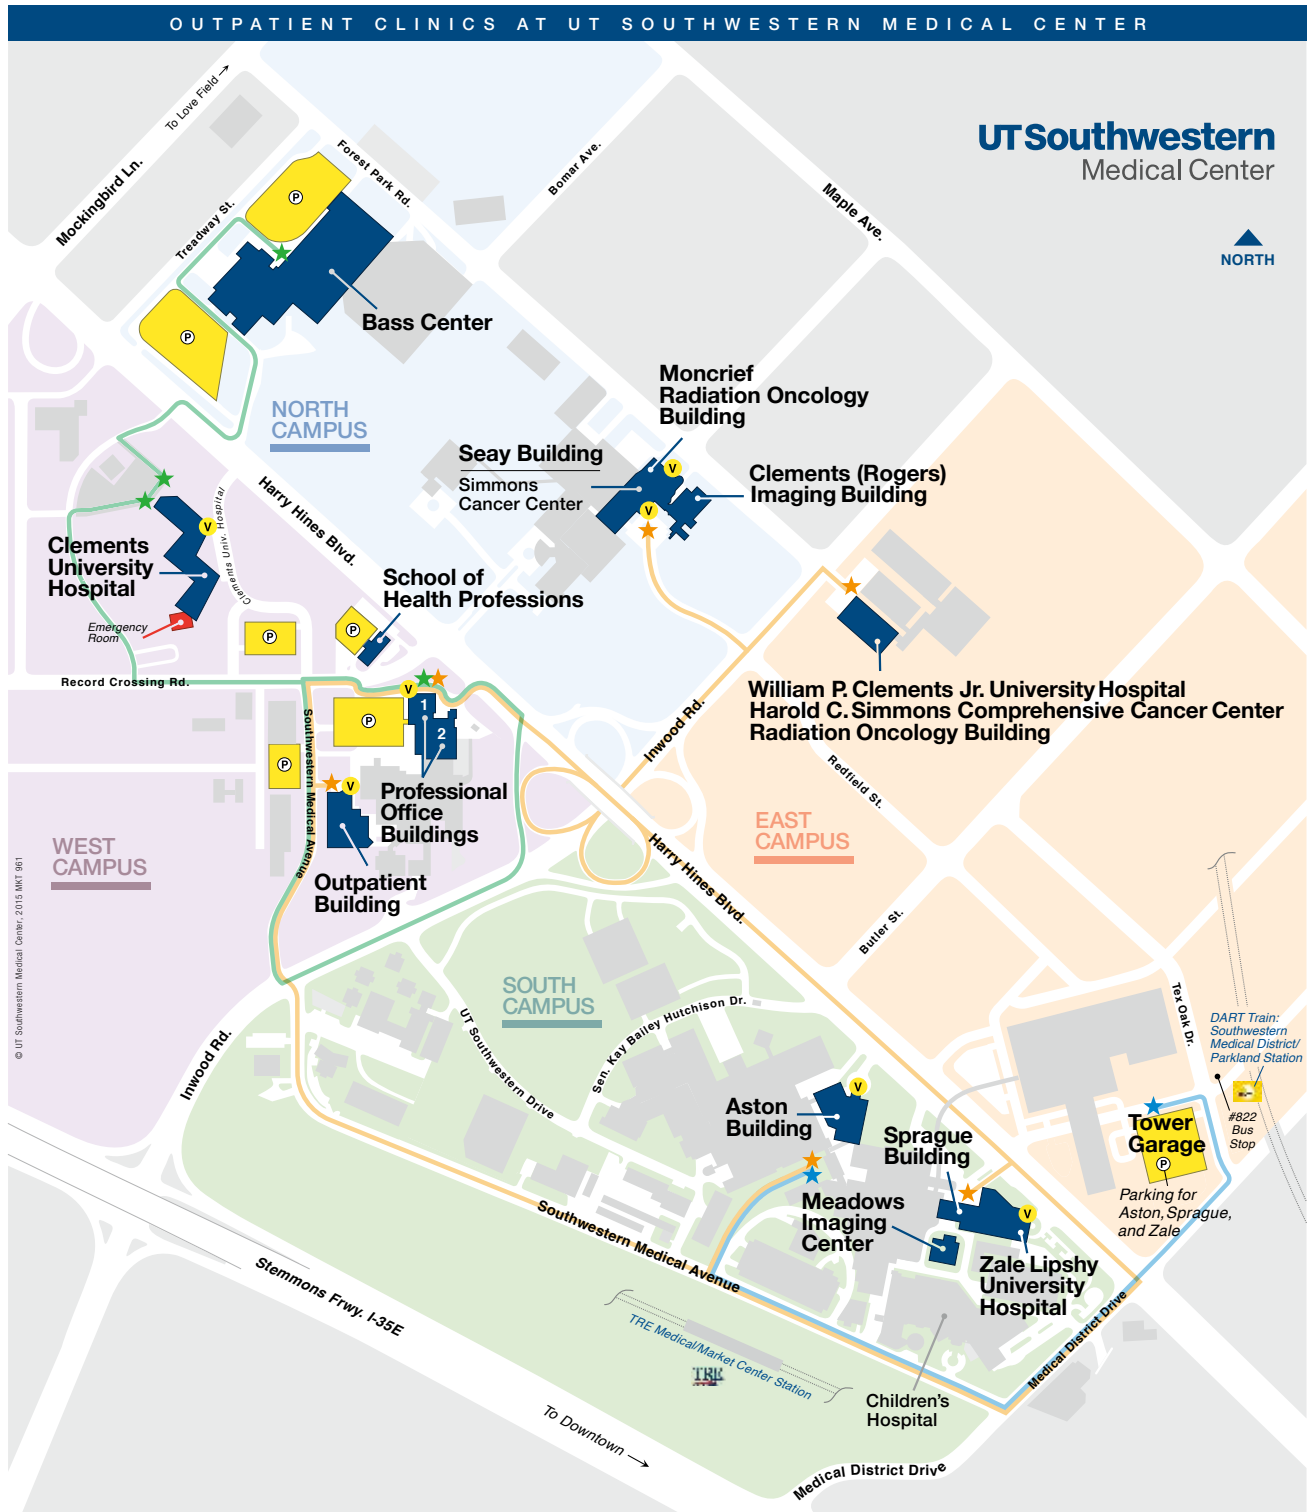 OUTPATIENT CLINICS AT UT SOUTHWESTERN MEDICAL CENTER
UTSouthwestern
Medical Center
NORTH
To Love Field
Mockingbird Ln.
Treadway St.
Forest Park Rd.
Bomar Ave.
Maple Ave.
P
P
Bass Center
NORTH
CAMPUS
Moncrief
Radiation Oncology
Building
Seay Building
Simmons
Cancer Center
V
V
Clements (Rogers)
Imaging Building
Harry Hines Blvd.
Clements Univ. Hospital
V
Clements
University
Hospital
Emergency
Room
School of
Health Professions
P
P
Record Crossing Rd.
William P. Clements Jr. University Hospital
Harold C. Simmons Comprehensive Cancer Center
Radiation Oncology Building
V
1
2
P
P
Southwestern Medical Avenue
V
Professional
Office
Buildings
Inwood Rd.
Redfield St.
WEST
CAMPUS
EAST
CAMPUS
Outpatient
Building
Harry Hines Blvd.
Butler St.
© UT Southwestern Medical Center, 2015 MKT 961
SOUTH
CAMPUS
UT Southwestern Drive
Sen. Kay Bailey Hutchison Dr.
Tex Oak Dr.
DART Train:
Southwestern
Medical District/
Parkland Station
Inwood Rd.
V
Aston
Building
Sprague
Building
Tower
Garage
P
#822
Bus
Stop
Parking for
Aston, Sprague,
and Zale
Meadows
Imaging
Center
V
Zale Lipshy
University
Hospital
Southwestern Medical Avenue
Stemmons Frwy. I-35E
TRE Medical/Market Center Station
TRE
Medical District Drive
Children's
Hospital
To Downtown
Medical District Drive